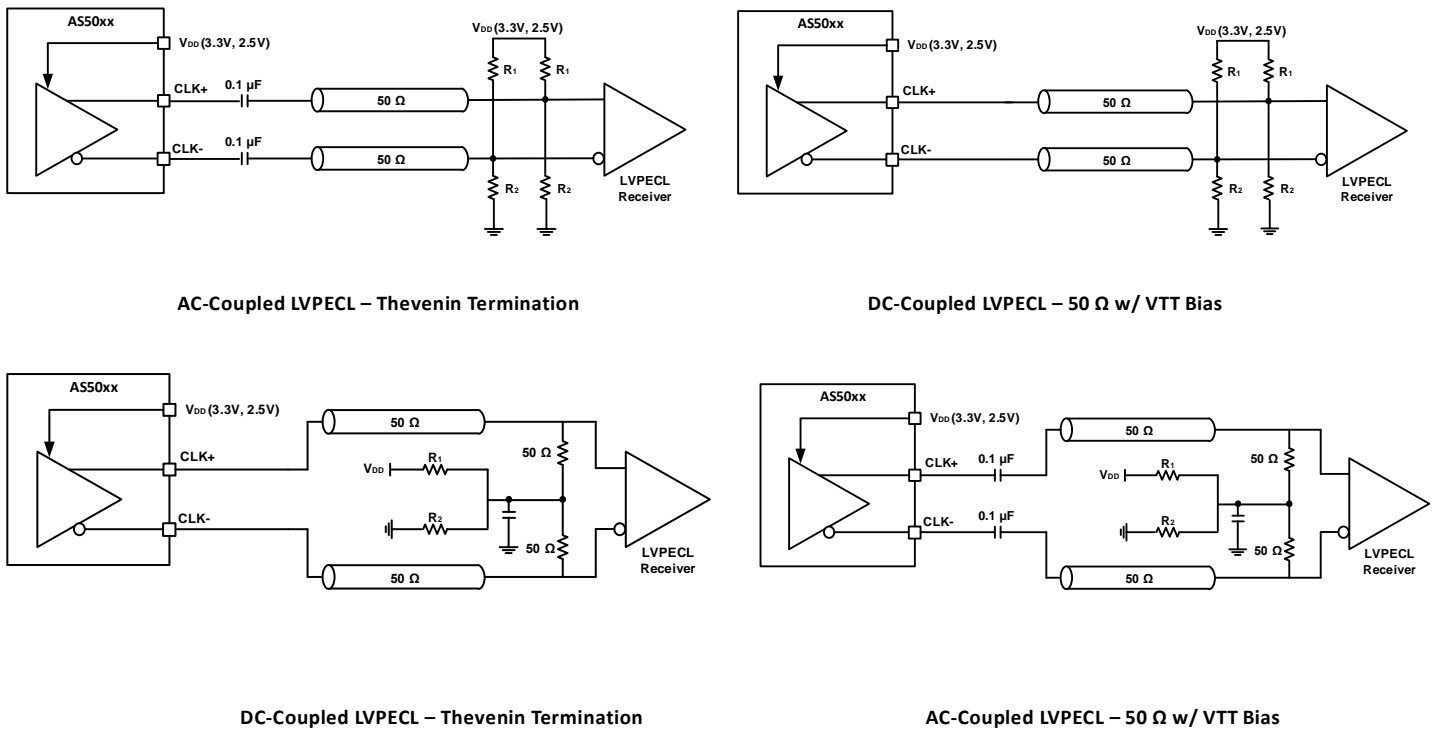 AS50xx
VDD (3.3V, 2.5V)
CLK+
0.1 µF
50 Ω
CLK-
0.1 µF
50 Ω
VDD (3.3V, 2.5V)
R1
R1
R2
R2
LVPECL
Receiver
AC-Coupled LVPECL – Thevenin Termination
AS50xx
VDD (3.3V, 2.5V)
CLK+
50 Ω
CLK-
50 Ω
VDD (3.3V, 2.5V)
R1
R1
R2
R2
LVPECL
Receiver
DC-Coupled LVPECL – 50 Ω w/ VTT Bias
AS50xx
VDD (3.3V, 2.5V)
CLK+
50 Ω
CLK-
50 Ω
VDD
R1
R2
50 Ω
50 Ω
LVPECL
Receiver
DC-Coupled LVPECL – Thevenin Termination
AS50xx
VDD (3.3V, 2.5V)
CLK+
0.1 µF
50 Ω
CLK-
0.1 µF
50 Ω
VDD
R1
R2
50 Ω
50 Ω
LVPECL
Receiver
AC-Coupled LVPECL – 50 Ω w/ VTT Bias